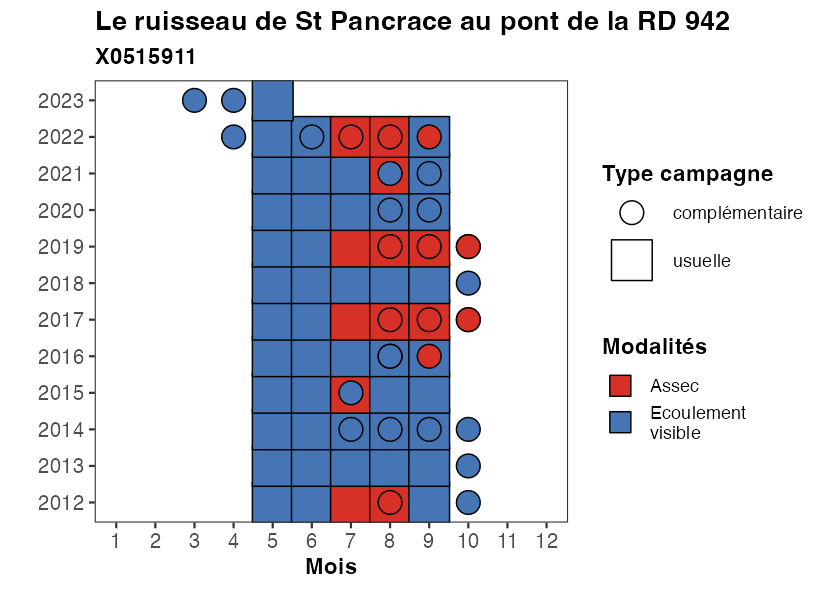 Le ruisseau de St Pancrace au pont de la RD 942
X0515911
2023
2022
2021
2020
2019
2018
2017
2016
2015
2014
2013
2012
1 2 3 4 5 6 7 8 9 10 11 12
Mois
Type campagne
complémentaire
usuelle
Modalités
Assec
Ecoulement
visible